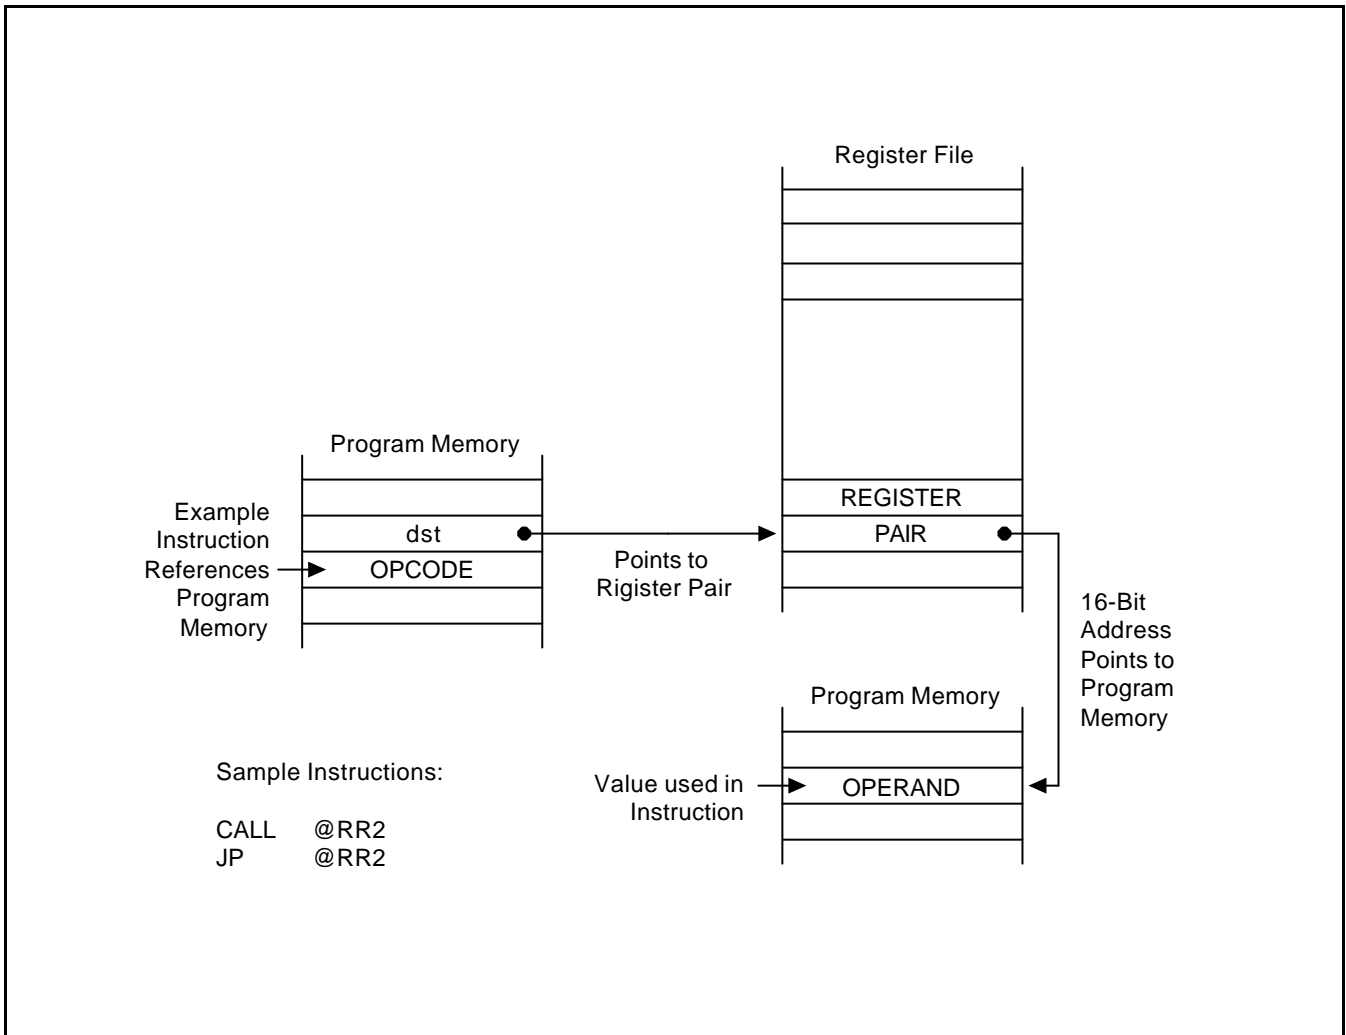 Register File
Program Memory
REGISTER
Example
Instruction
References
Program
Memory
dst
PAIR
OPCODE
Points to
Rigister Pair
16-Bit
Address
Points to
Program
Memory
Program Memory
Sample Instructions:
Value used in
Instruction
OPERAND
CALL @RR2
JP @RR2